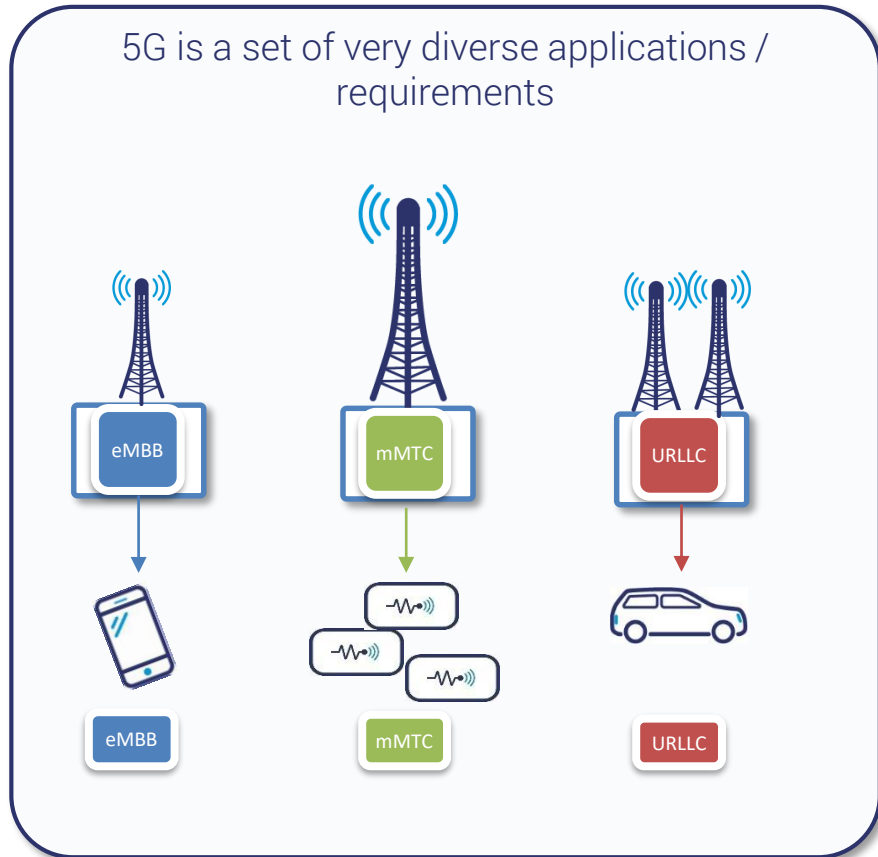 5G is a set of very diverse applications /
requirements
eMBB
mMTC
URLLC
eMBB
mMTC
URLLC